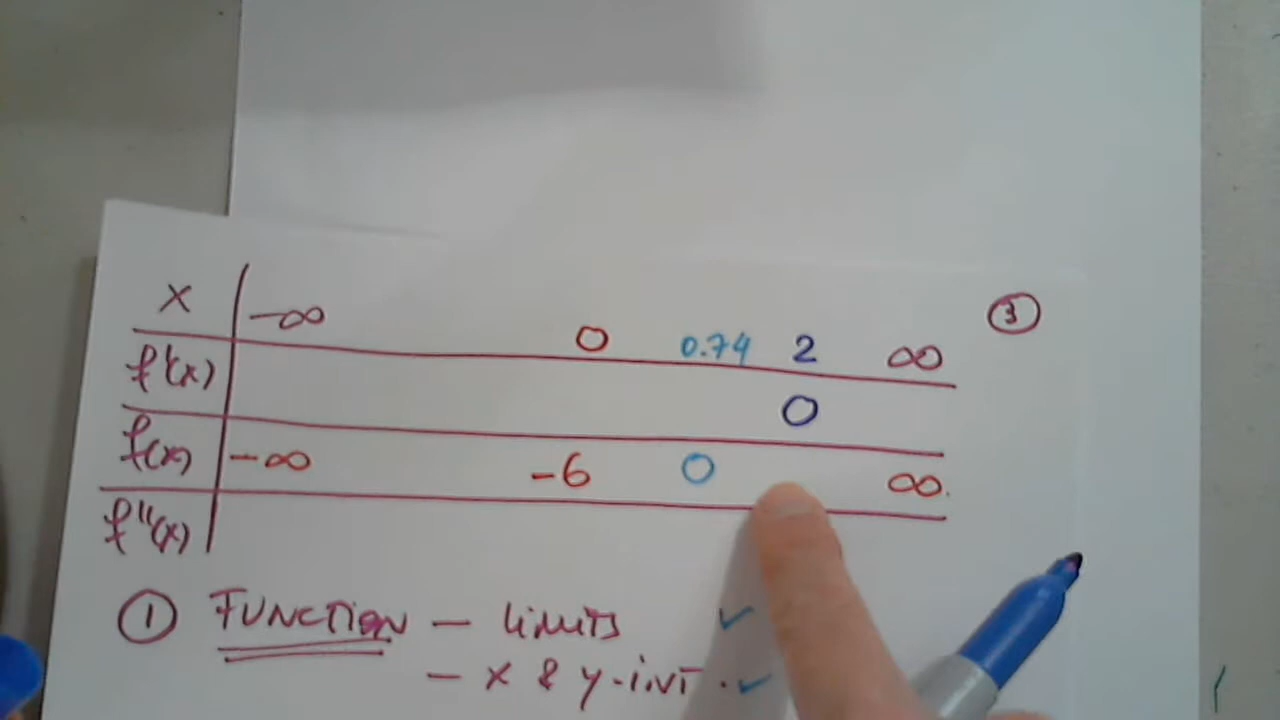 ③
x -∞ 0 0.74 2 ∞
f'(x) 0
f(x) -∞ -6 0 ∞.
f''(x)
① FUNCTION - limits ✓
- x & y-int. ✓